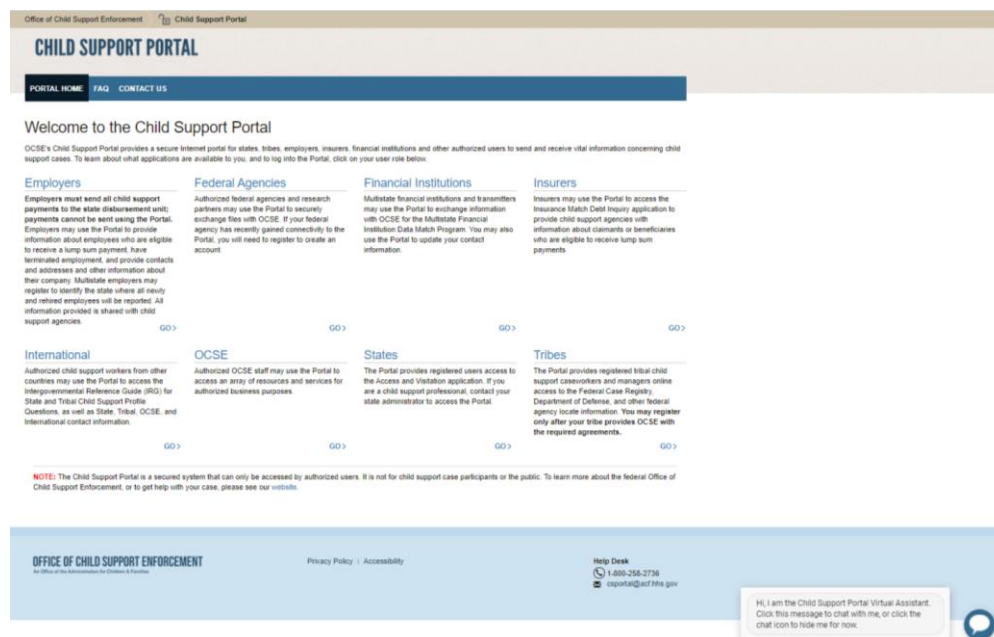 Office of Child Support Enforcement
Child Support Portal
CHILD SUPPORT PORTAL
PORTAL HOME FAQ CONTACT US
Welcome to the Child Support Portal
OCSE's Child Support Portal provides a secure Internet portal for states, tribes, employers, insurers, financial institutions and other authorized users to send and receive vital information concerning child
support cases. To learn about what applications are available to you, and to log into the Portal, click on your user role below.
Employers
Employers must send all child support
payments to the state disbursement unit;
payments cannot be sent using the Portal.
Employers may use the Portal to provide
information about employees who are eligible
to receive a lump sum payment, have
terminated employment, and provide contacts
and addresses and other information about
their company. Multistate employers may
register to identify the state where all newly
and rehired employees will be reported. All
information provided is shared with child
support agencies.
GO >
Federal Agencies
Authorized federal agencies and research
partners may use the Portal to securely
exchange files with OCSE. If your federal
agency has recently gained connectivity to the
Portal, you will need to register to create an
account.
GO >
Financial Institutions
Multistate financial institutions and transmitters
may use the Portal to exchange information
with OCSE for the Multistate Financial
Institution Data Match Program. You may also
use the Portal to update your contact
information.
GO >
Insurers
Insurers may use the Portal to access the
Insurance Match Debt Inquiry application to
provide child support agencies with
information about claimants or beneficiaries
who are eligible to receive lump sum
payments.
GO >
International
Authorized child support workers from other
countries may use the Portal to access the
Intergovernmental Reference Guide (IRG) for
State and Tribal Child Support Profile
Questions, as well as State, Tribal, OCSE, and
International contact information.
GO >
OCSE
Authorized OCSE staff may use the Portal to
access an array of resources and services for
authorized business purposes.
GO >
States
The Portal provides registered users access to
the Access and Visitation application. If you
are a child support professional, contact your
state administrator to access the Portal.
GO >
Tribes
The Portal provides registered tribal child
support caseworkers and managers online
access to the Federal Case Registry,
Department of Defense, and other federal
agency locate information. You may register
only after your tribe provides OCSE with
the required agreements.
GO >
NOTE: The Child Support Portal is a secured system that can only be accessed by authorized users. It is not for child support case participants or the public. To learn more about the federal Office of
Child Support Enforcement, or to get help with your case, please see our website.
OFFICE OF CHILD SUPPORT ENFORCEMENT
An Office of the Administration for Children & Families
Privacy Policy | Accessibility
Help Desk
1-800-258-2736
csportal@acf.hhs.gov
Hi, I am the Child Support Portal Virtual Assistant.
Click this message to chat with me, or click the
chat icon to hide me for now.